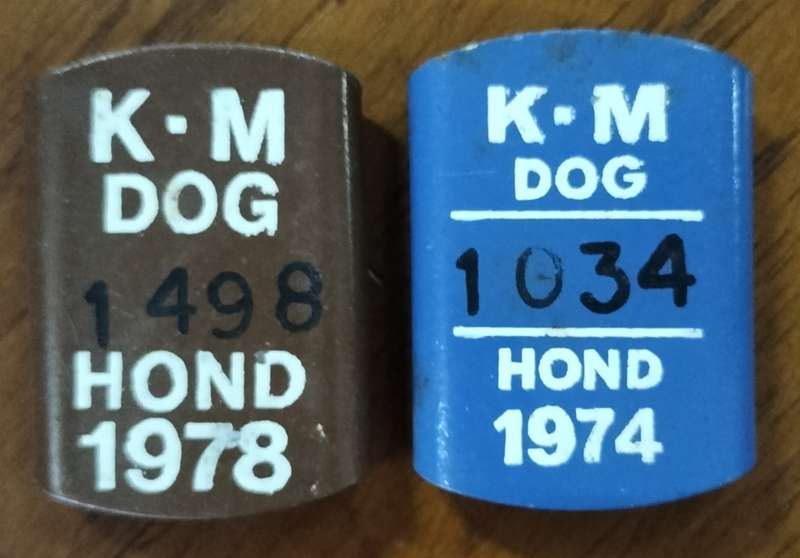 K·M
DOG
1498
HOND
1978
K·M
DOG
1034
HOND
1974